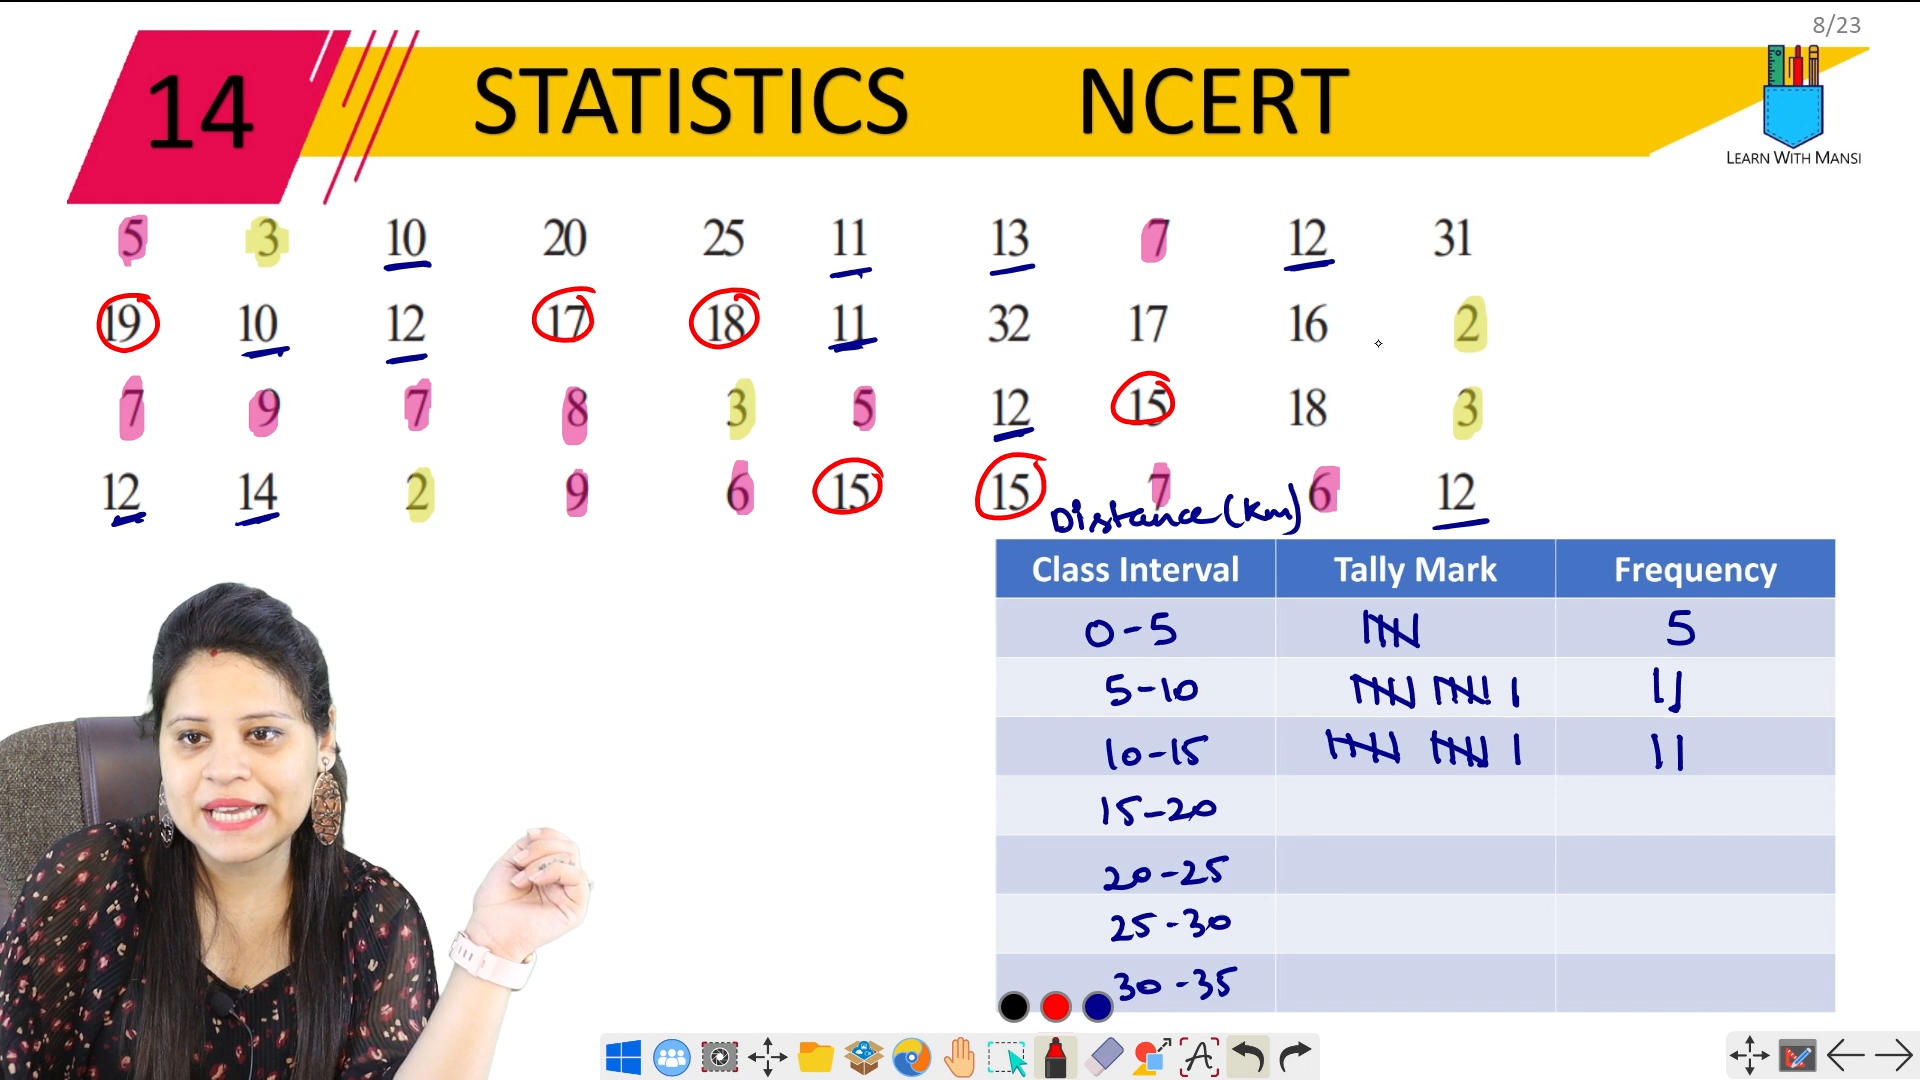 8/23
14 STATISTICS NCERT
LEARN WITH MANSI
5 3 10 20 25 11 13 7 12 31
19 10 12 17 18 11 32 17 16 2
7 9 7 8 3 5 12 15 18 3
12 14 2 9 6 15 15 7 6 12
Distance (km)
Class Interval Tally Mark Frequency
0-5 5
5-10 11
10-15 11
15-20
20-25
25-30
30-35